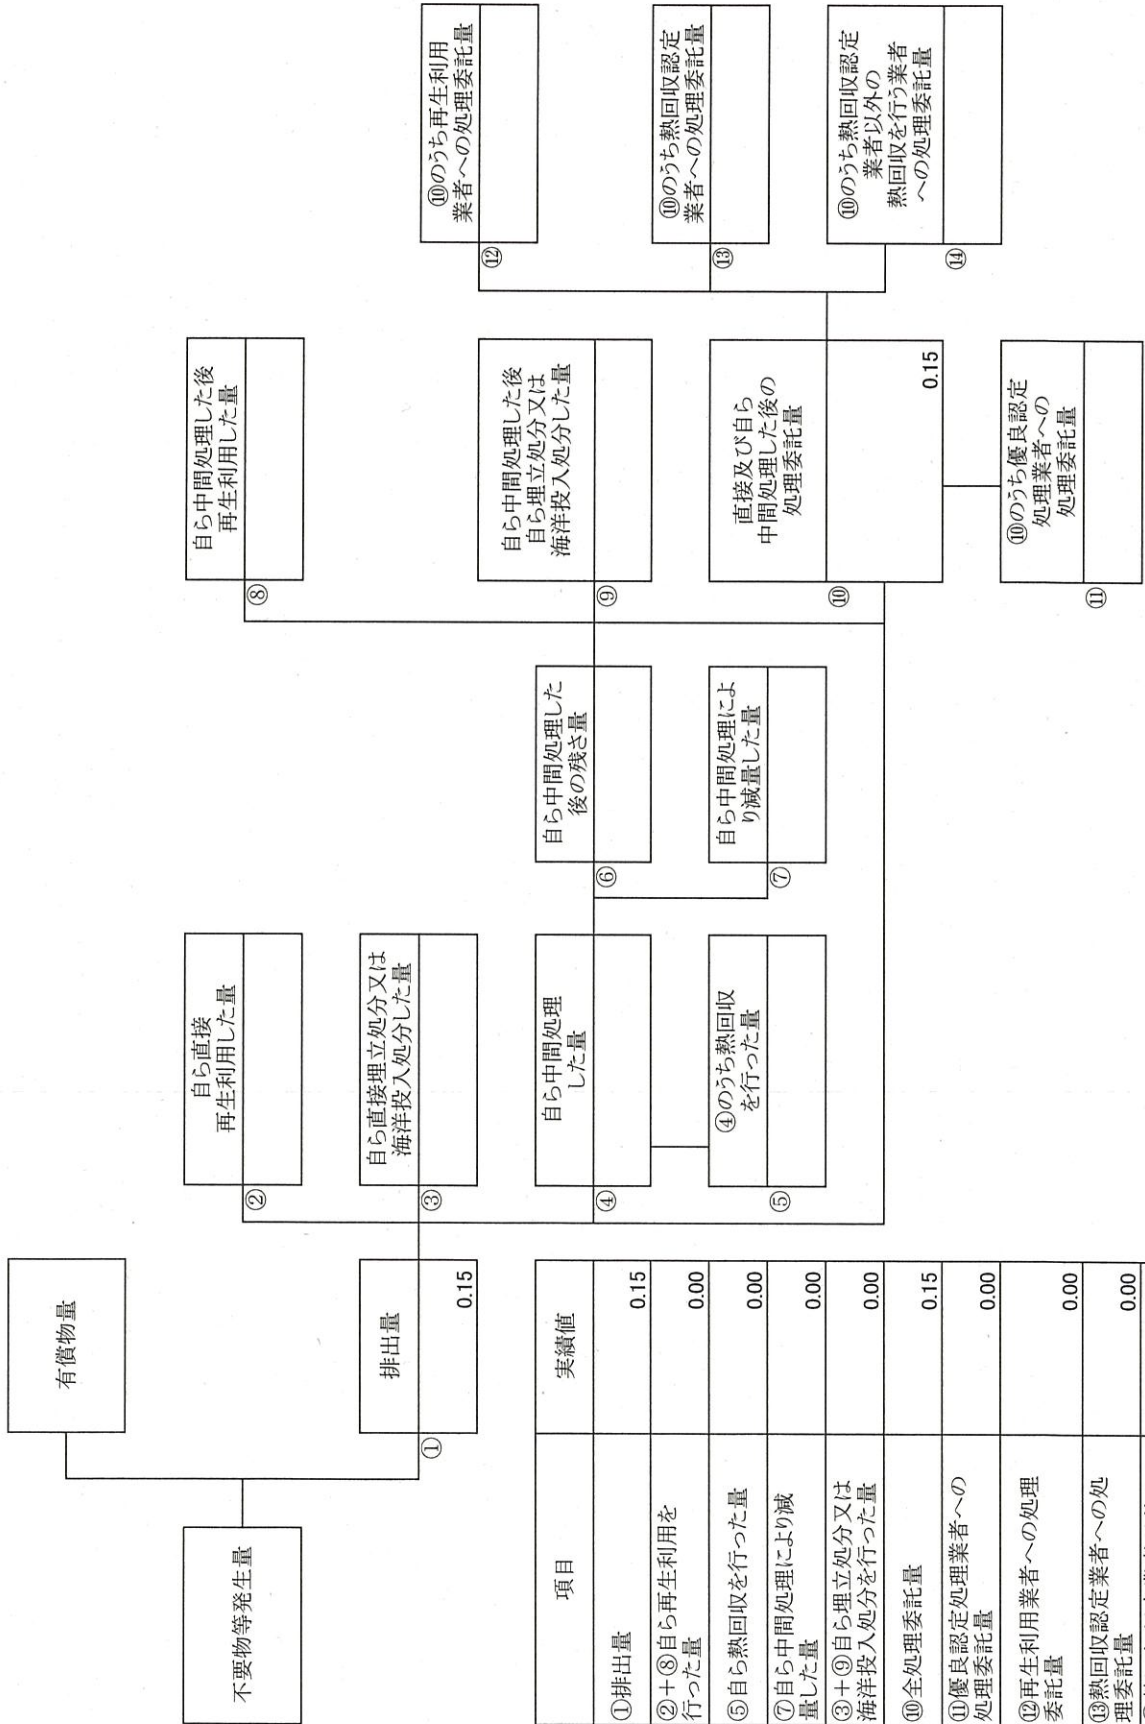 不要物等発生量
有償物量
①
排出量
0.15
②
自ら直接
再生利用した量
③
自ら直接埋立処分又は
海洋投入処分した量
④
自ら中間処理
した量
⑤
④のうち熱回収
を行った量
⑥
自ら中間処理した
後の残さ量
⑦
自ら中間処理によ
り減量した量
⑧
自ら中間処理した後
再生利用した量
⑨
自ら中間処理した後
自ら埋立処分又は
海洋投入処分した量
⑩
直接及び自ら
中間処理した後の
処理委託量
0.15
⑪
⑩のうち優良認定
処理業者への
処理委託量
⑫
⑩のうち再生利用
業者への処理委託量
⑬
⑩のうち熱回収認定
業者への処理委託量
⑭
⑩のうち熱回収認定
業者以外の
熱回収を行う業者
への処理委託量
項目 実績値
①排出量 0.15
②+⑧自ら再生利用を
行った量 0.00
⑤自ら熱回収を行った量 0.00
⑦自ら中間処理により減
量した量 0.00
③+⑨自ら埋立処分又は
海洋投入処分を行った量 0.00
⑩全処理委託量 0.15
⑪優良認定処理業者への
処理委託量 0.00
⑫再生利用業者への処理
委託量 0.00
⑬熱回収認定業者への処
理委託量 0.00